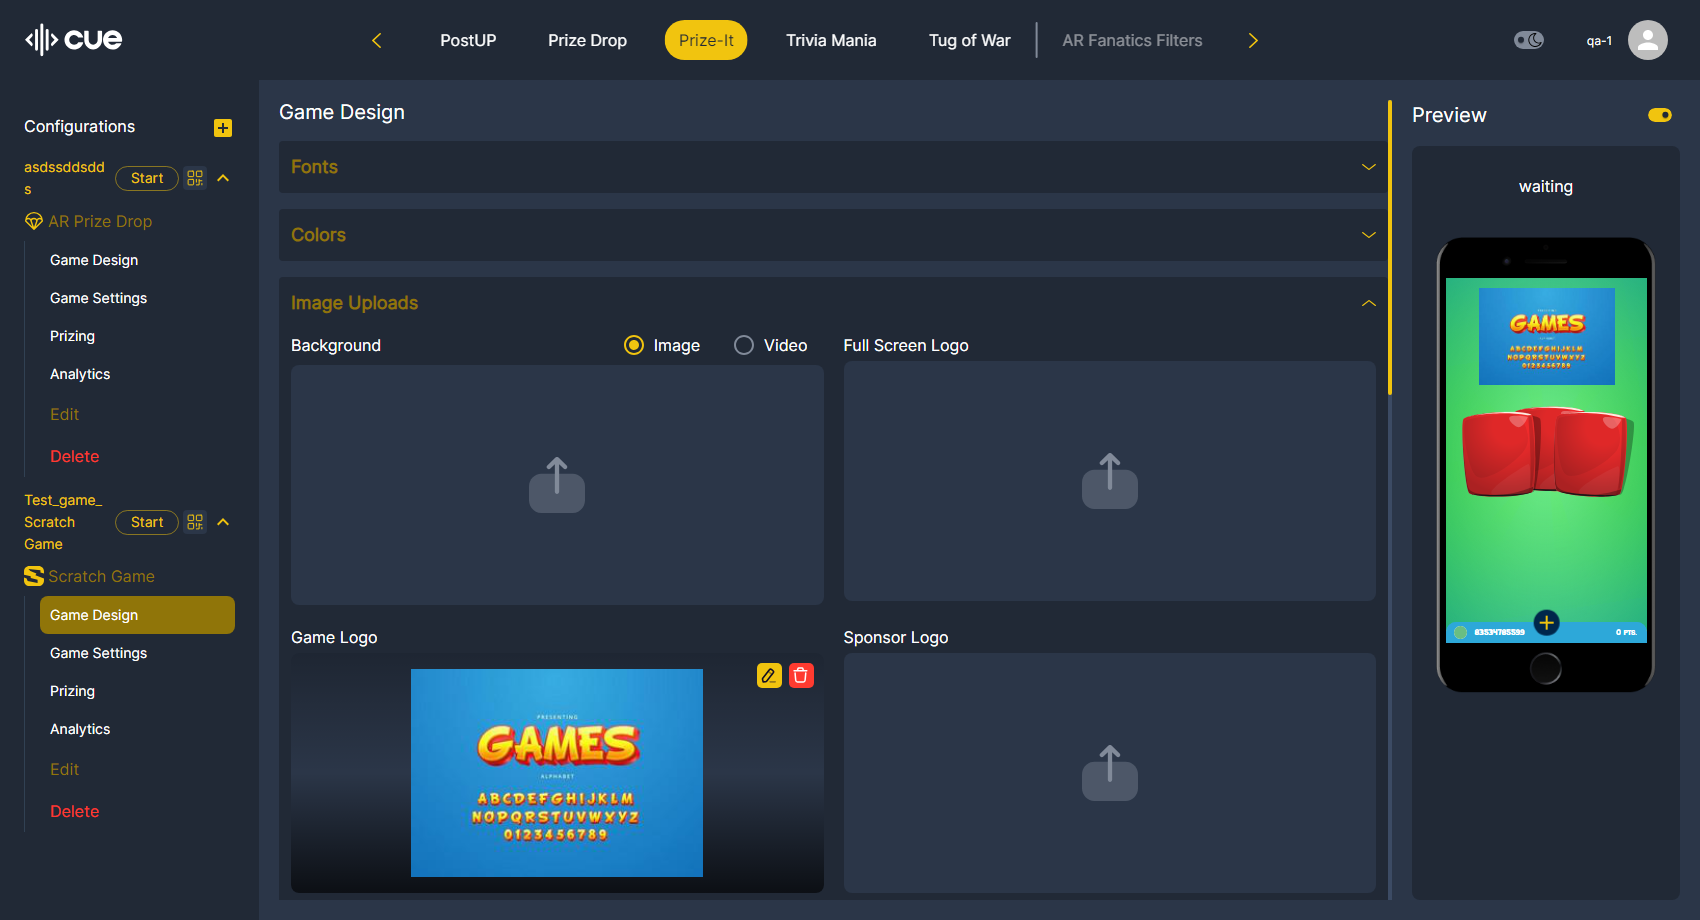 cue
PostUP
Prize Drop
Prize-It
Trivia Mania
Tug of War
AR Fanatics Filters
qa-1
Configurations
asdssddsdd
s
Start
AR Prize Drop
Game Design
Game Settings
Prizing
Analytics
Edit
Delete
Test_game_
Scratch
Game
Start
Scratch Game
Game Design
Game Settings
Prizing
Analytics
Edit
Delete
Game Design
Fonts
Colors
Image Uploads
Background
Image
Video
Full Screen Logo
Game Logo
PRESENTING
GAMES
ALPHABET
ABCDEFGHIJKLM
NOPQRSTUVWXYZ
0123456789
Sponsor Logo
Preview
waiting
GAMES
ABCDEFGHIJKLM
NOPQRSTUVWXYZ
0123456789
0 PTS.